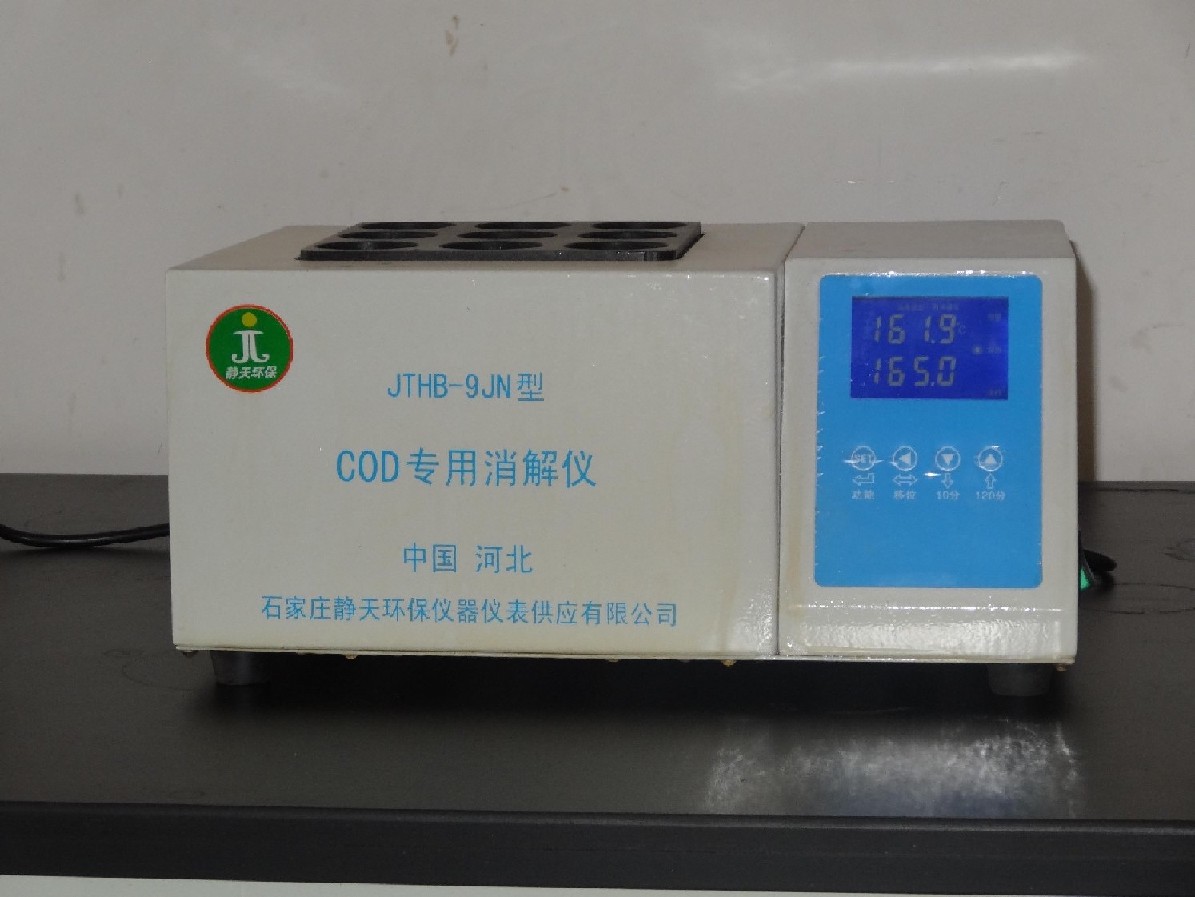 静天环保
JTHB-9JN型
COD专用消解仪
中国 河北
石家庄静天环保仪器仪表供应有限公司
161.9℃
165.0
SET
功能 移位 10分 120分